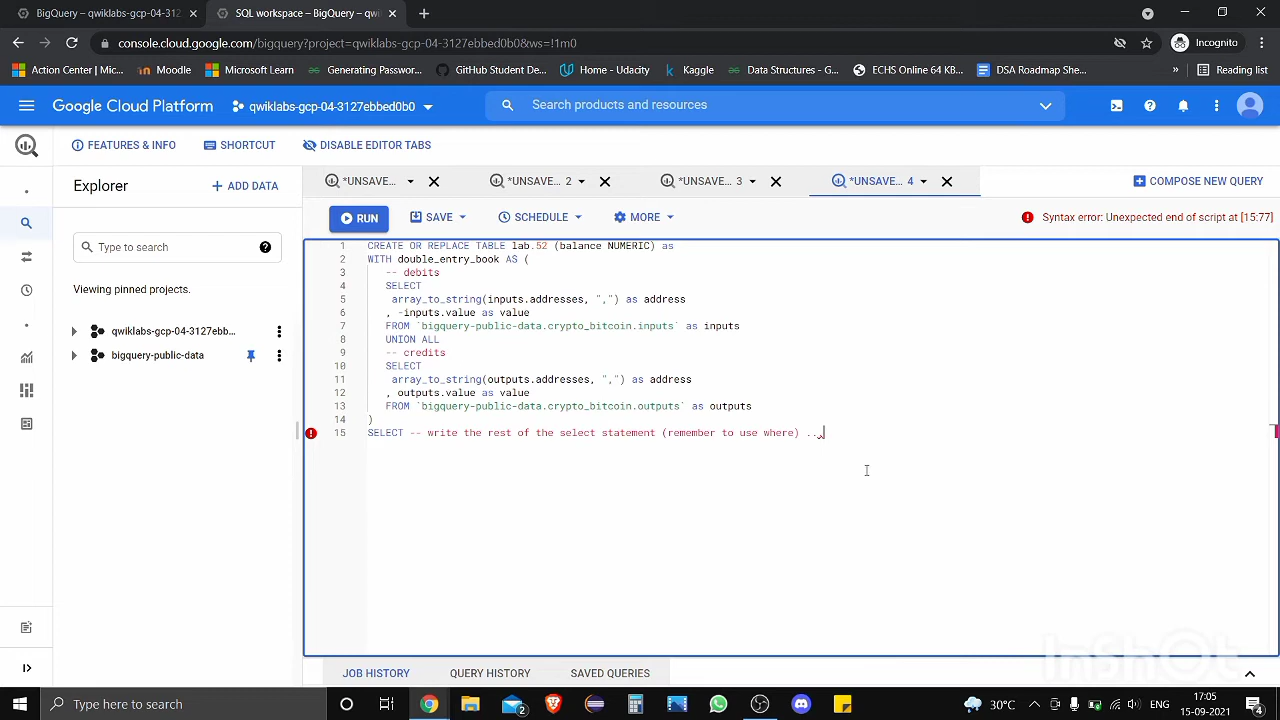 BigQuery – qwiklabs-gcp-04-312
SQL workspace – BigQuery – qwi
console.cloud.google.com/bigquery?project=qwiklabs-gcp-04-3127ebbed0b08&ws=!1m0
Incognito
Action Center | Mic...
Moodle
Microsoft Learn
Generating Passwor...
GitHub Student De...
Home - Udacity
Kaggle
Data Structures - G...
ECHS Online 64 KB...
DSA Roadmap She...
»
Reading list
Google Cloud Platform
qwiklabs-gcp-04-3127ebbed0b0
Search products and resources
FEATURES & INFO
SHORTCUT
DISABLE EDITOR TABS
Explorer
+ ADD DATA
*UNSAVE...
*UNSAVE... 2
*UNSAVE... 3
*UNSAVE... 4
COMPOSE NEW QUERY
RUN
SAVE
SCHEDULE
MORE
Syntax error: Unexpected end of script at [15:77]
Type to search
Viewing pinned projects.
qwiklabs-gcp-04-3127ebb...
bigquery-public-data
1 CREATE OR REPLACE TABLE lab.52 (balance NUMERIC) as
2 WITH double_entry_book AS (
3 -- debits
4 SELECT
5 array_to_string(inputs.addresses, ",") as address
6 , -inputs.value as value
7 FROM `bigquery-public-data.crypto_bitcoin.inputs` as inputs
8 UNION ALL
9 -- credits
10 SELECT
11 array_to_string(outputs.addresses, ",") as address
12 , outputs.value as value
13 FROM `bigquery-public-data.crypto_bitcoin.outputs` as outputs
14 )
15 SELECT -- write the rest of the select statement (remember to use where) ...
InShOt
JOB HISTORY
QUERY HISTORY
SAVED QUERIES
Type here to search
2
30°C
ENG
17:05
15-09-2021
4